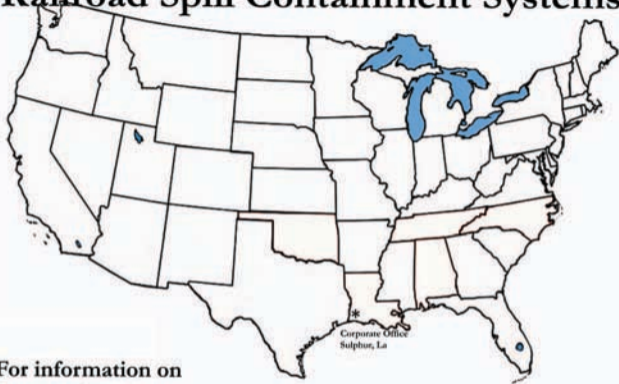 Railroad Spill Containment Systems
*
Corporate Office
Sulphur, La
For information on